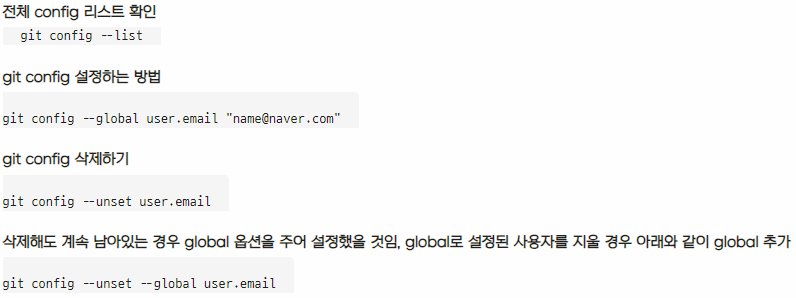 전체 config 리스트 확인
git config --list
git config 설정하는 방법
git config --global user.email "name@naver.com"
git config 삭제하기
git config --unset user.email
삭제해도 계속 남아있는 경우 global 옵션을 주어 설정했을 것임, global로 설정된 사용자를 지울 경우 아래와 같이 global 추가
git config --unset --global user.email